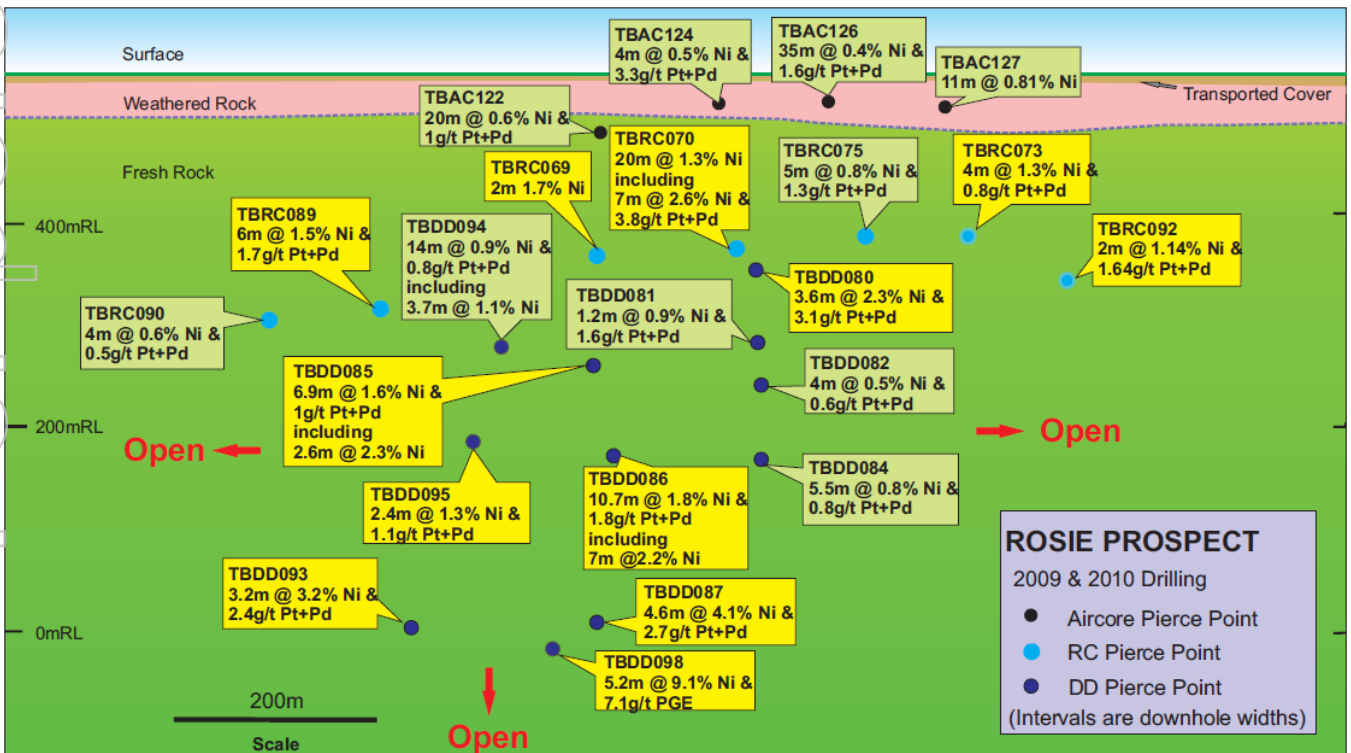 Surface
Weathered Rock
Transported Cover
Fresh Rock
TBAC124
4m @ 0.5% Ni &
3.3g/t Pt+Pd
TBAC126
35m @ 0.4% Ni &
1.6g/t Pt+Pd
TBAC127
11m @ 0.81% Ni
TBAC122
20m @ 0.6% Ni &
1g/t Pt+Pd
TBRC070
20m @ 1.3% Ni
including
7m @ 2.6% Ni &
3.8g/t Pt+Pd
TBRC075
5m @ 0.8% Ni &
1.3g/t Pt+Pd
TBRC073
4m @ 1.3% Ni &
0.8g/t Pt+Pd
TBRC069
2m 1.7% Ni
400mRL
TBRC089
6m @ 1.5% Ni &
1.7g/t Pt+Pd
TBDD094
14m @ 0.9% Ni &
0.8g/t Pt+Pd
including
3.7m @ 1.1% Ni
TBRC092
2m @ 1.14% Ni &
1.64g/t Pt+Pd
TBDD080
3.6m @ 2.3% Ni &
3.1g/t Pt+Pd
TBDD081
1.2m @ 0.9% Ni &
1.6g/t Pt+Pd
TBRC090
4m @ 0.6% Ni &
0.5g/t Pt+Pd
TBDD085
6.9m @ 1.6% Ni &
1g/t Pt+Pd
including
2.6m @ 2.3% Ni
TBDD082
4m @ 0.5% Ni &
0.6g/t Pt+Pd
200mRL
Open
Open
TBDD095
2.4m @ 1.3% Ni &
1.1g/t Pt+Pd
TBDD086
10.7m @ 1.8% Ni &
1.8g/t Pt+Pd
including
7m @2.2% Ni
TBDD084
5.5m @ 0.8% Ni &
0.8g/t Pt+Pd
TBDD093
3.2m @ 3.2% Ni &
2.4g/t Pt+Pd
TBDD087
4.6m @ 4.1% Ni &
2.7g/t Pt+Pd
0mRL
TBDD098
5.2m @ 9.1% Ni &
7.1g/t PGE
200m
Scale
Open
ROSIE PROSPECT
2009 & 2010 Drilling
Aircore Pierce Point
RC Pierce Point
DD Pierce Point
(Intervals are downhole widths)